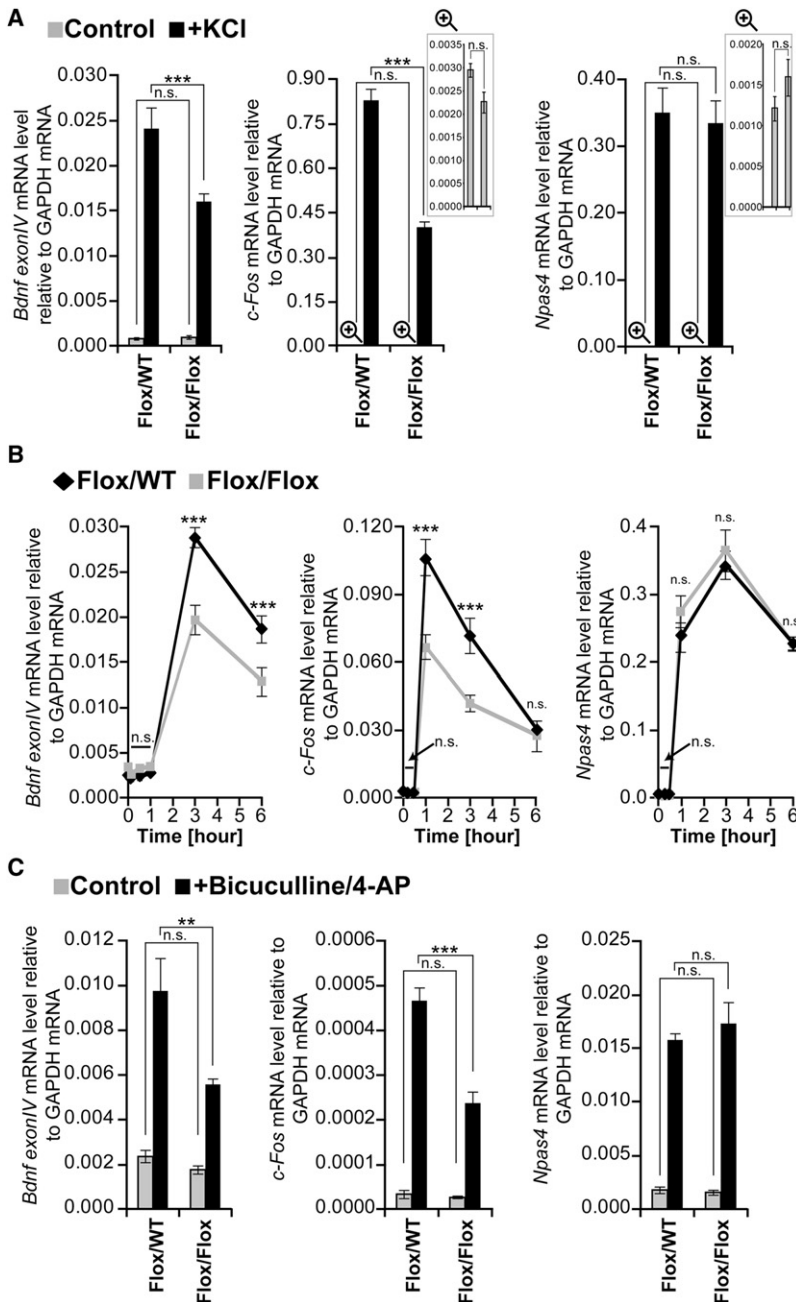 A
Control +KCl
Bdnf exonIV mRNA level
relative to GAPDH mRNA
0.030
0.025
0.020
0.015
0.010
0.005
0.000
***
n.s.
Flox/WT
Flox/Flox
c-Fos mRNA level relative
to GAPDH mRNA
0.90
0.75
0.60
0.45
0.30
0.15
0.00
***
n.s.
Flox/WT
Flox/Flox
0.0035
0.0030
0.0025
0.0020
0.0015
0.0010
0.0005
0.0000
n.s.
Npas4 mRNA level relative
to GAPDH mRNA
0.40
0.30
0.20
0.10
0.00
n.s.
n.s.
Flox/WT
Flox/Flox
0.0020
0.0015
0.0010
0.0005
0.0000
n.s.
B
Flox/WT Flox/Flox
Bdnf exonIV mRNA level relative
to GAPDH mRNA
0.030
0.025
0.020
0.015
0.010
0.005
0.000
***
***
n.s.
0 1 3 6
Time [hour]
c-Fos mRNA level relative
to GAPDH mRNA
0.120
0.090
0.060
0.030
0.000
***
***
n.s.
n.s.
0 1 3 6
Time [hour]
Npas4 mRNA level relative
to GAPDH mRNA
0.4
0.3
0.2
0.1
0.0
n.s.
n.s.
n.s
n.s.
0 1 3 6
Time [hour]
C
Control +Bicuculline/4-AP
Bdnf exonIV mRNA level relative
to GAPDH mRNA
0.012
0.010
0.008
0.006
0.004
0.002
0.000
**
n.s.
Flox/WT
Flox/Flox
c-Fos mRNA level relative to
GAPDH mRNA
0.0006
0.0005
0.0004
0.0003
0.0002
0.0001
0.0000
***
n.s.
Flox/WT
Flox/Flox
Npas4 mRNA level relative to
GAPDH mRNA
0.025
0.020
0.015
0.010
0.005
0.000
n.s.
n.s.
Flox/WT
Flox/Flox